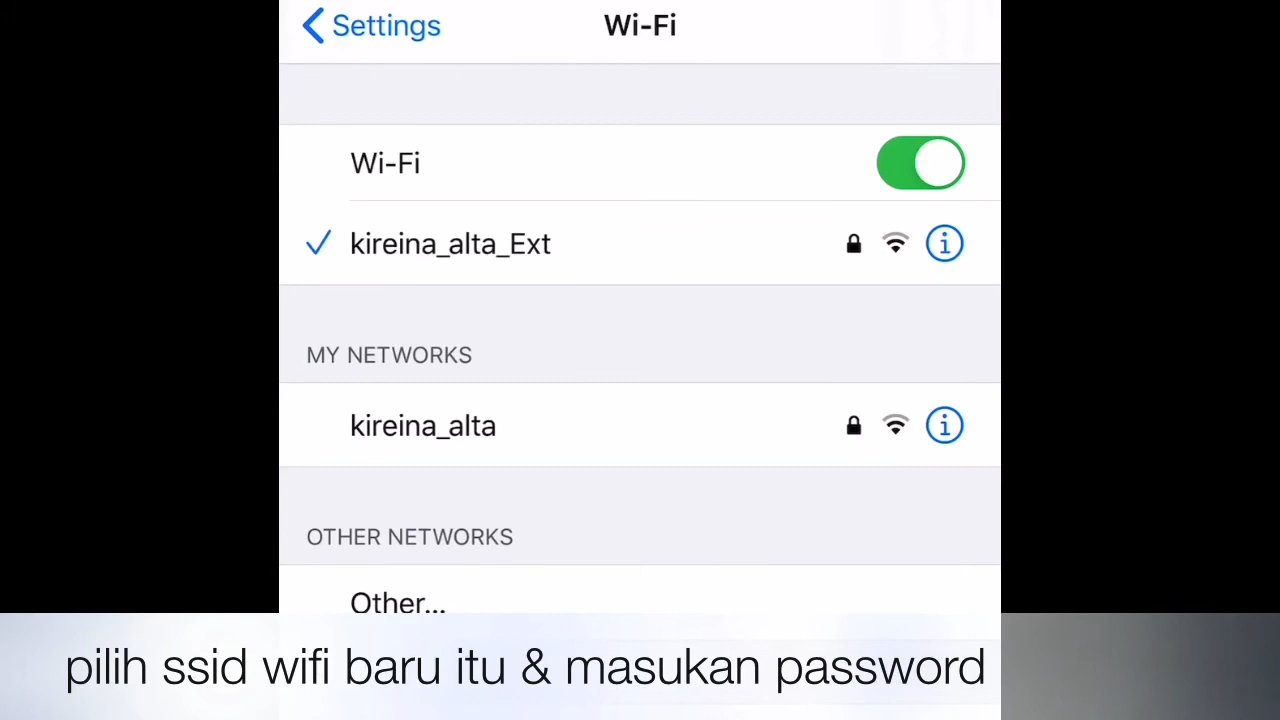 Settings
Wi-Fi
Wi-Fi
kireina_alta_Ext
MY NETWORKS
kireina_alta
OTHER NETWORKS
Other...
pilih ssid wifi baru itu & masukan password